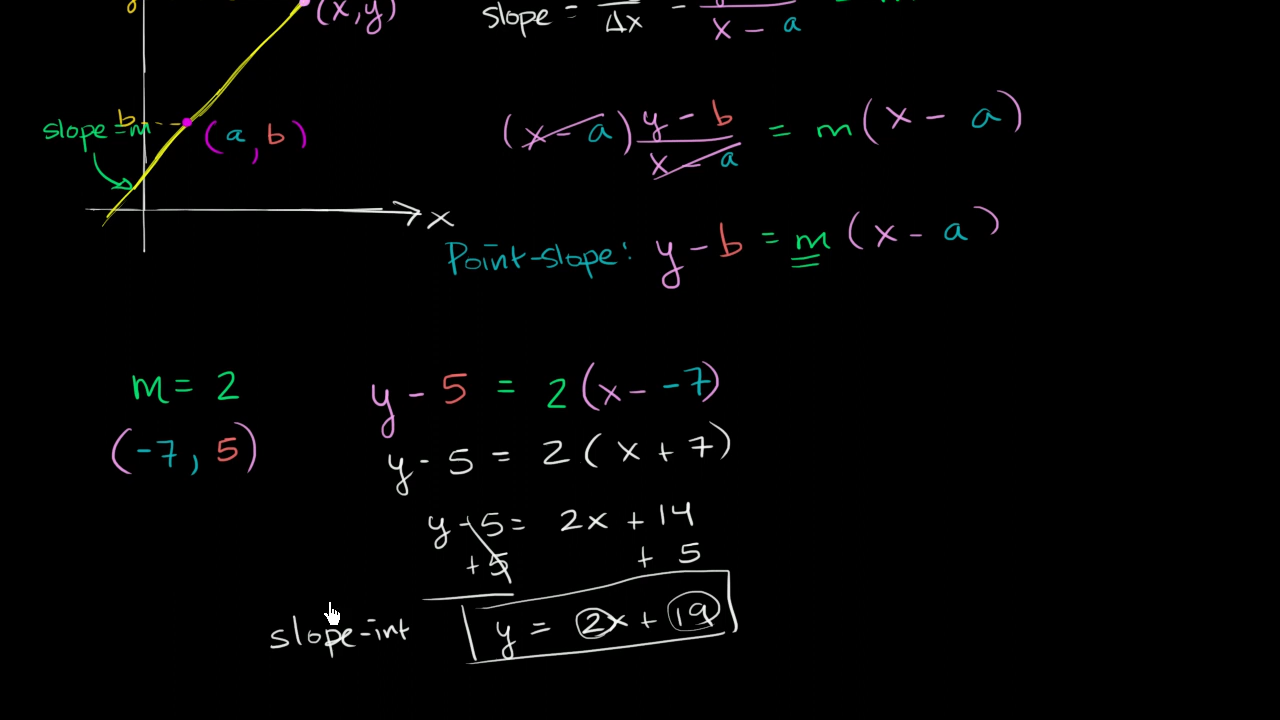 (x,y)
slope = Δx x - a
b
slope=m
(a,b)
(x - a) y - b / x - a = m(x - a)
x
Point-slope: y - b = m(x - a)
m = 2
y - 5 = 2(x - -7)
(-7, 5)
y - 5 = 2(x + 7)
y - 5 = 2x + 14
+5 + 5
slope-int
y = 2x + 19